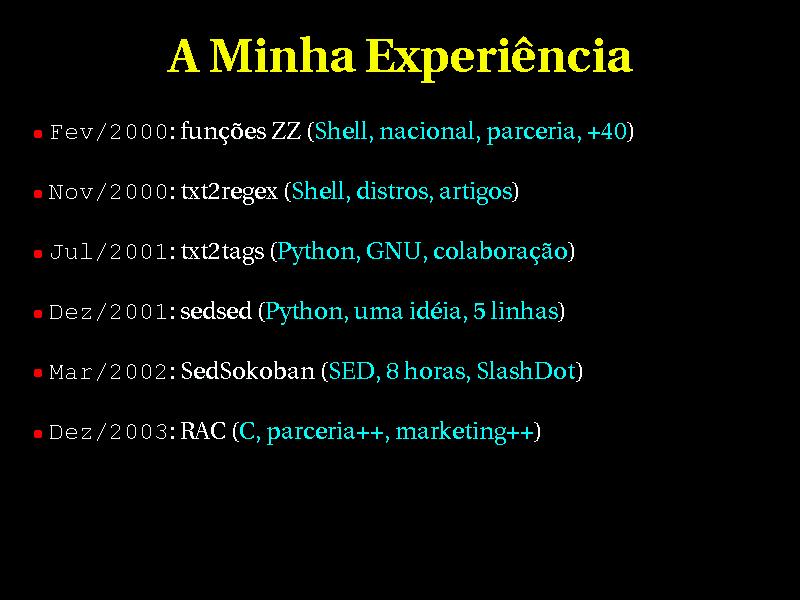 A Minha Experiência
• Fev/2000: funções ZZ (Shell, nacional, parceria, +40)
• Nov/2000: txt2regex (Shell, distros, artigos)
• Jul/2001: txt2tags (Python, GNU, colaboração)
• Dez/2001: sedsed (Python, uma idéia, 5 linhas)
• Mar/2002: SedSokoban (SED, 8 horas, SlashDot)
• Dez/2003: RAC (C, parceria++, marketing++)